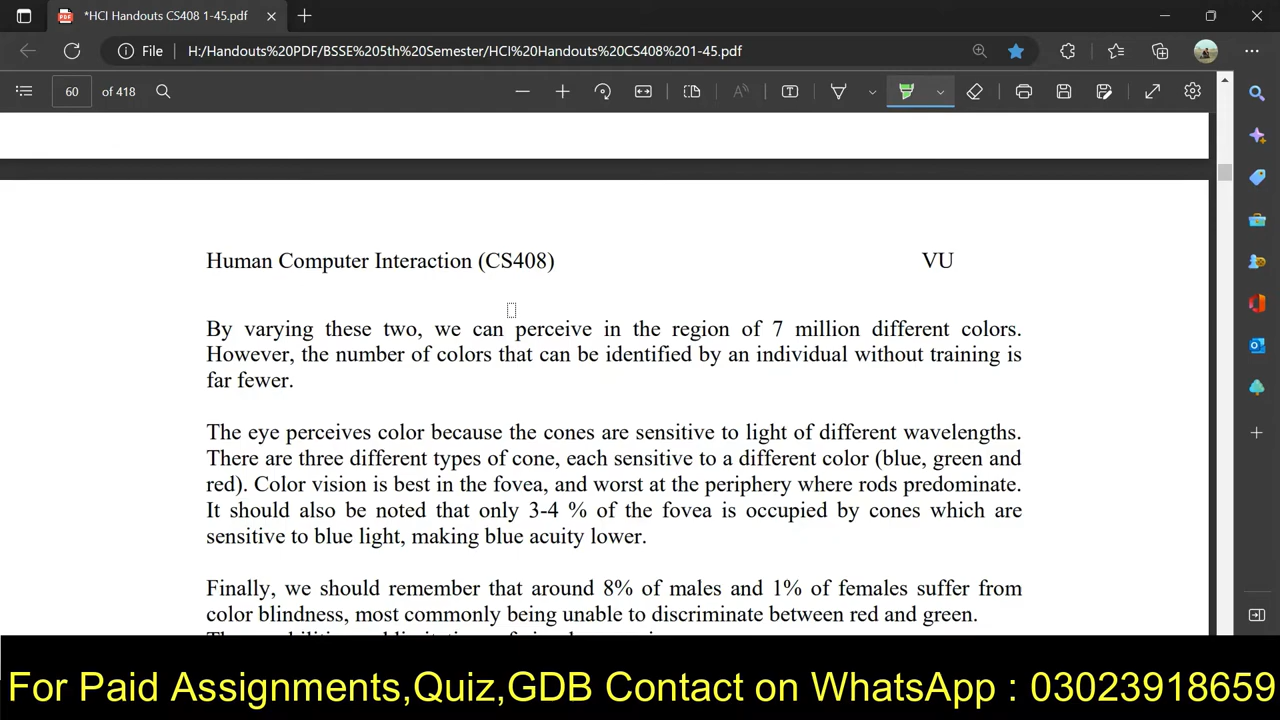 *HCI Handouts CS408 1-45.pdf
File
H:/Handouts%20PDF/BSSE%205th%20Semester/HCI%20Handouts%20CS408%201-45.pdf
60 of 418
Human Computer Interaction (CS408) VU
By varying these two, we can perceive in the region of 7 million different colors.
However, the number of colors that can be identified by an individual without training is
far fewer.
The eye perceives color because the cones are sensitive to light of different wavelengths.
There are three different types of cone, each sensitive to a different color (blue, green and
red). Color vision is best in the fovea, and worst at the periphery where rods predominate.
It should also be noted that only 3-4 % of the fovea is occupied by cones which are
sensitive to blue light, making blue acuity lower.
Finally, we should remember that around 8% of males and 1% of females suffer from
color blindness, most commonly being unable to discriminate between red and green.
For Paid Assignments,Quiz,GDB Contact on WhatsApp : 03023918659